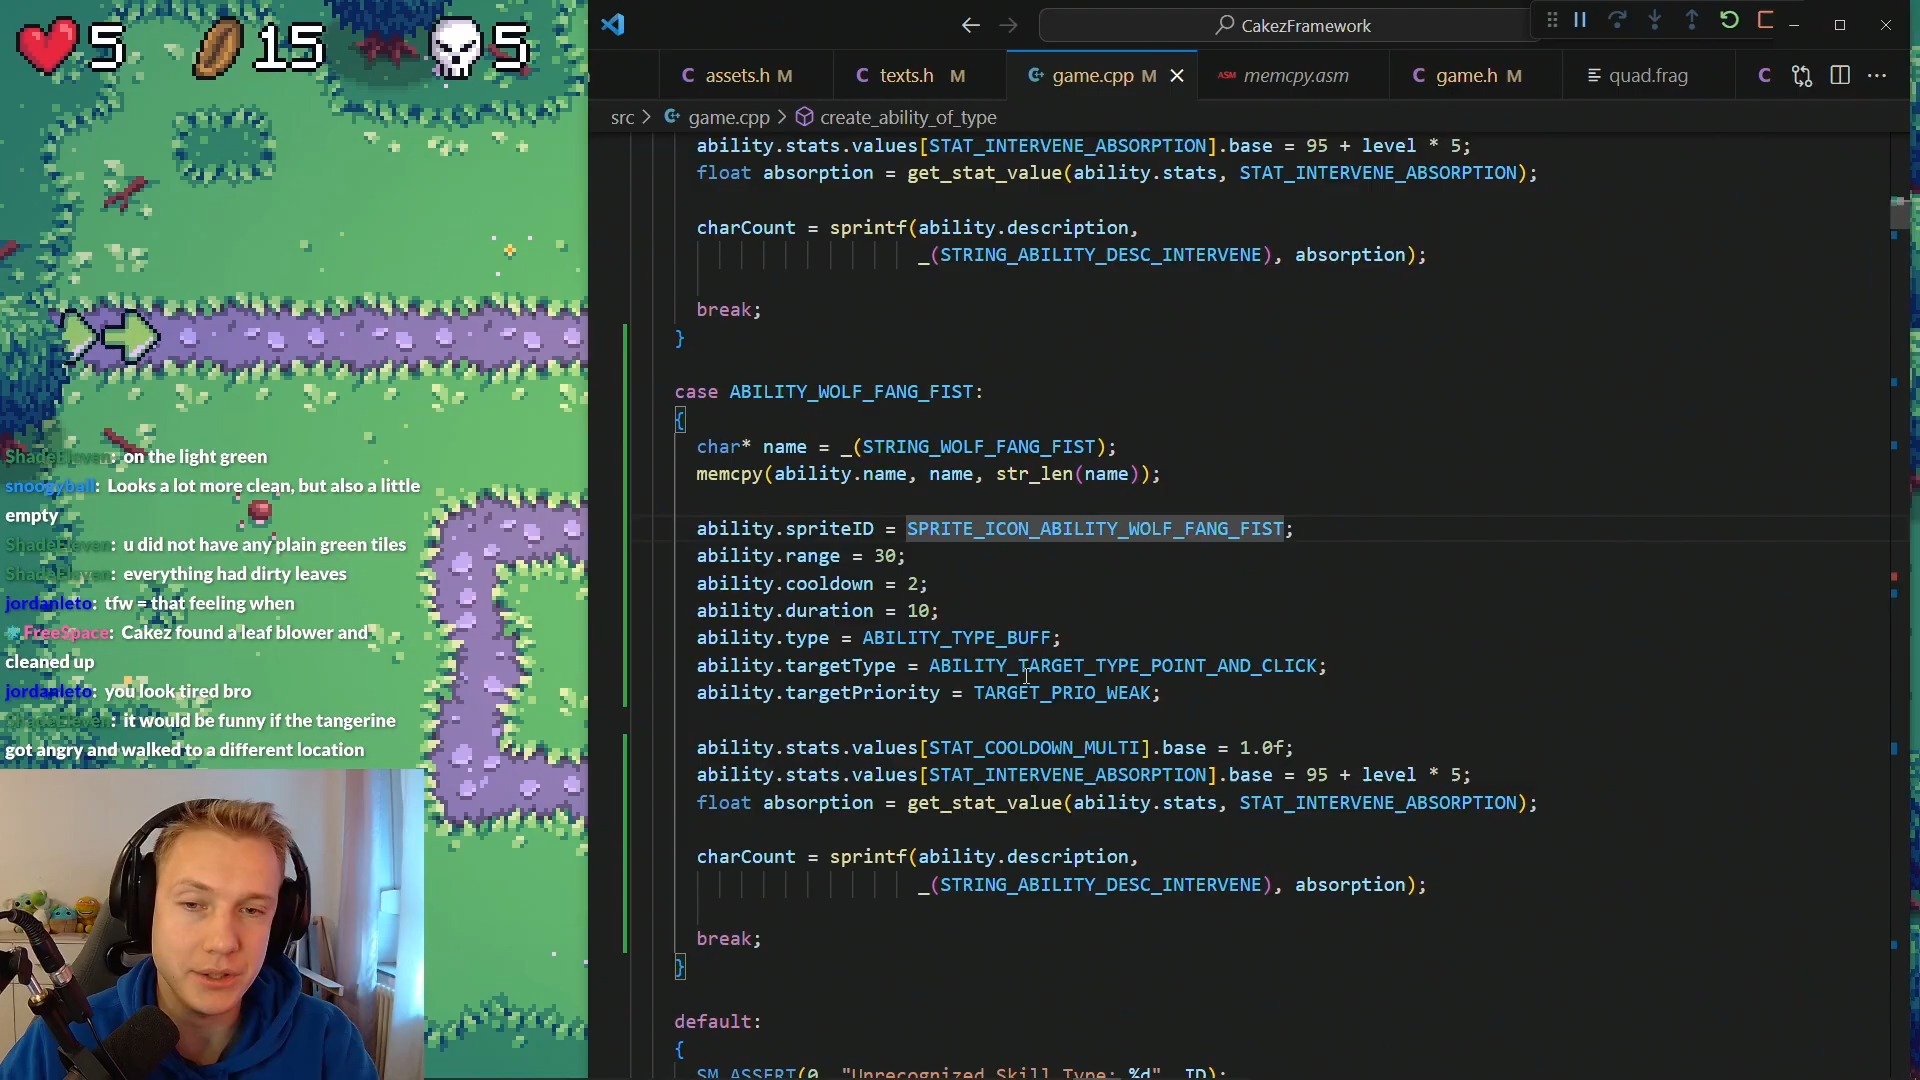 5 15 5
CakezFramework
assets.h M
texts.h M
game.cpp M
ASM memcpy.asm
game.h M
quad.frag
src > game.cpp > create_ability_of_type
ability.stats.values[STAT_INTERVENE_ABSORPTION].base = 95 + level * 5;
float absorption = get_stat_value(ability.stats, STAT_INTERVENE_ABSORPTION);
charCount = sprintf(ability.description,
_(STRING_ABILITY_DESC_INTERVENE), absorption);
break;
}
case ABILITY_WOLF_FANG_FIST:
{
char* name = _(STRING_WOLF_FANG_FIST);
memcpy(ability.name, name, str_len(name));
ability.spriteID = SPRITE_ICON_ABILITY_WOLF_FANG_FIST;
ability.range = 30;
ability.cooldown = 2;
ability.duration = 10;
ability.type = ABILITY_TYPE_BUFF;
ability.targetType = ABILITY_TARGET_TYPE_POINT_AND_CLICK;
ability.targetPriority = TARGET_PRIO_WEAK;
ability.stats.values[STAT_COOLDOWN_MULTI].base = 1.0f;
ability.stats.values[STAT_INTERVENE_ABSORPTION].base = 95 + level * 5;
float absorption = get_stat_value(ability.stats, STAT_INTERVENE_ABSORPTION);
charCount = sprintf(ability.description,
_(STRING_ABILITY_DESC_INTERVENE), absorption);
break;
}
default:
{
SM_ASSERT(0, "Unrecognized Skill Type: %d", ID);
ShadeEleven: on the light green
snoogyball: Looks a lot more clean, but also a little
empty
ShadeEleven: u did not have any plain green tiles
ShadeEleven: everything had dirty leaves
jordanleto: tfw = that feeling when
FreeSpace: Cakez found a leaf blower and
cleaned up
jordanleto: you look tired bro
ShadeEleven: it would be funny if the tangerine
got angry and walked to a different location